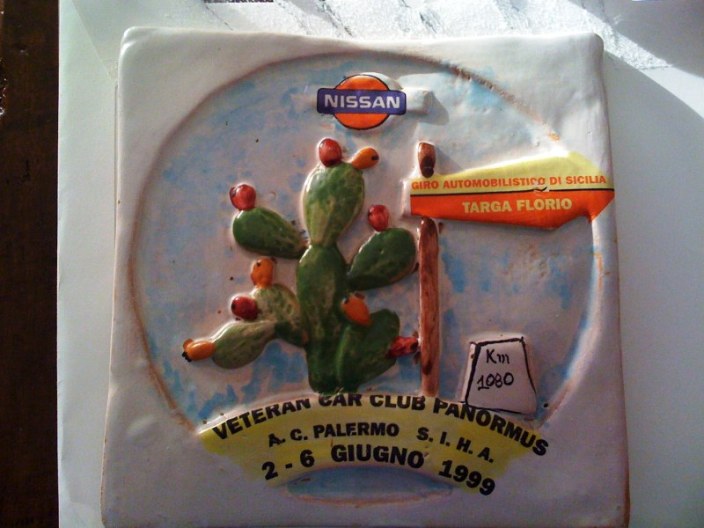 NISSAN
GIRO AUTOMOBILISTICO DI SICILIA
TARGA FLORIO
Km
1080
VETERAN CAR CLUB PANORMUS
A. C. PALERMO S. I. H. A.
2 - 6 GIUGNO 1999